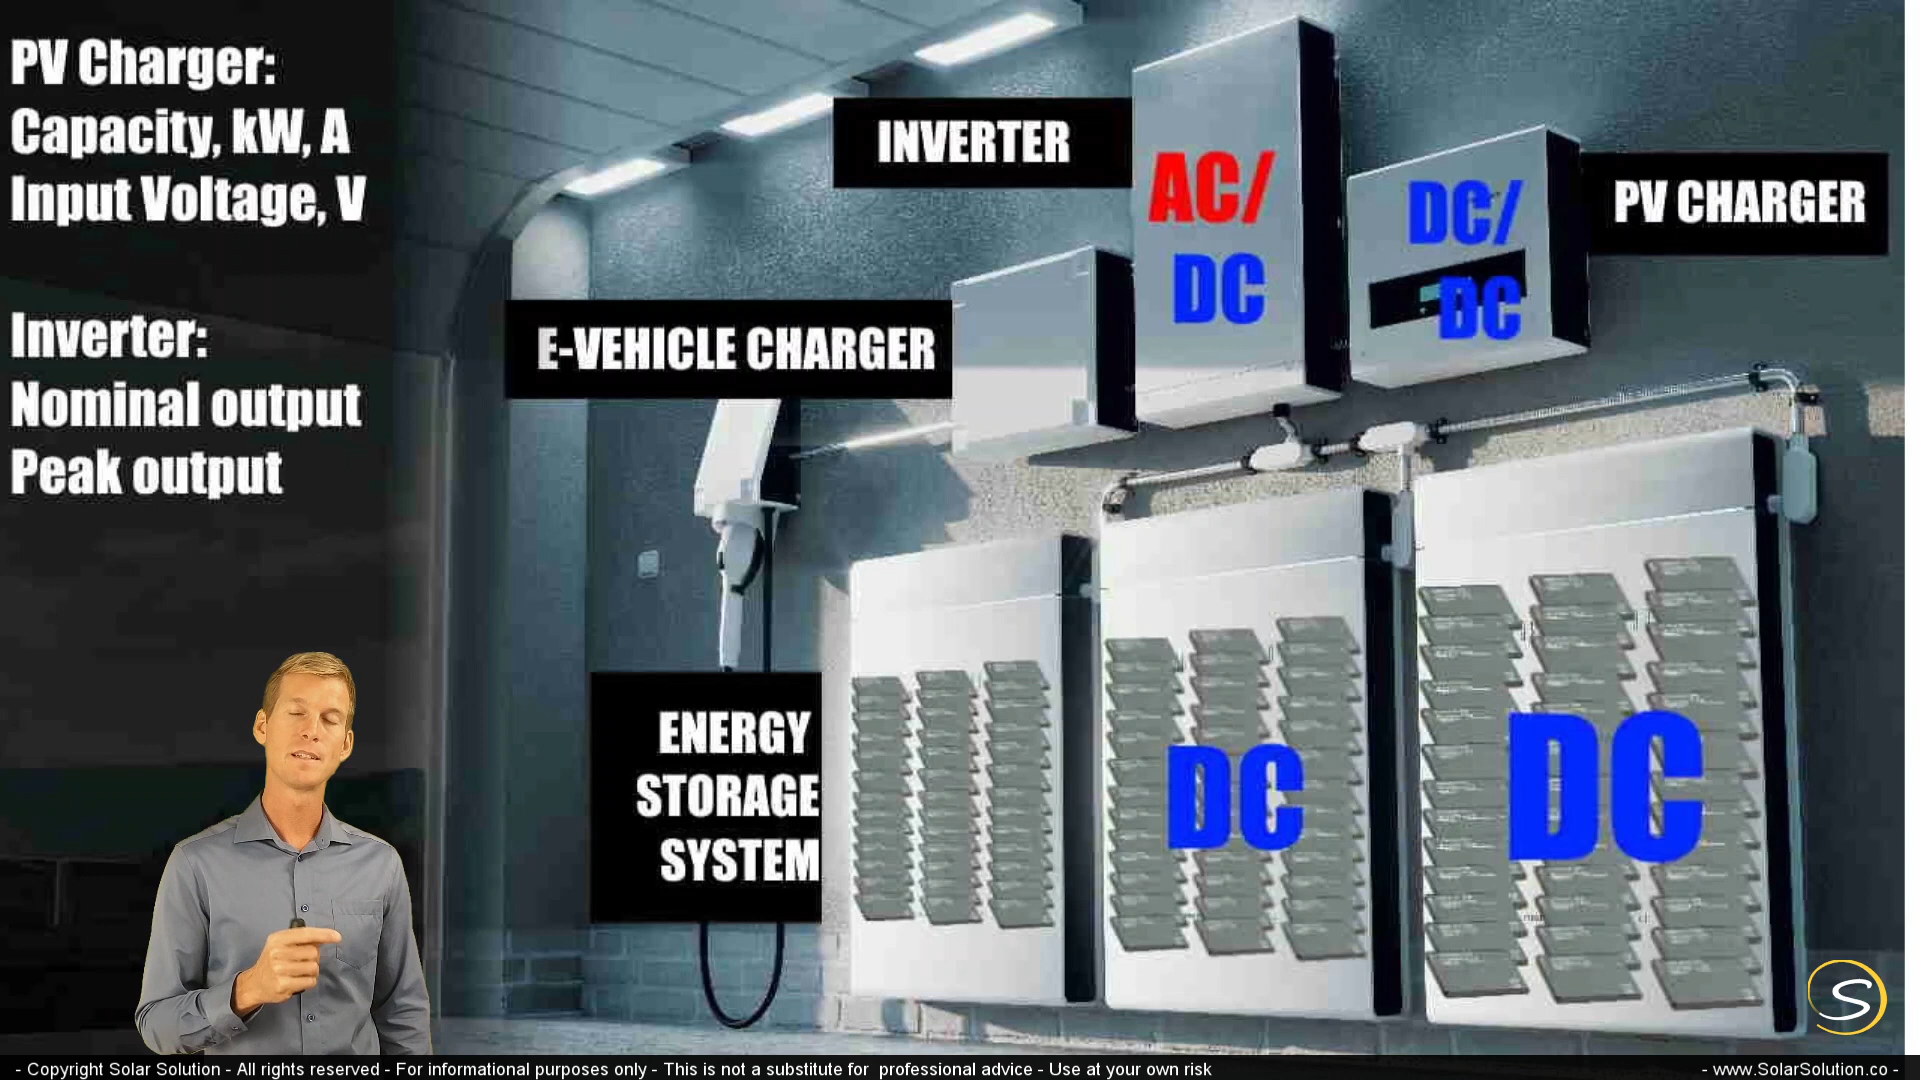 PV Charger:
Capacity, kW, A
Input Voltage, V
Inverter:
Nominal output
Peak output
INVERTER
AC/
DC
DC/
DC
PV CHARGER
E-VEHICLE CHARGER
ENERGY
STORAGE
SYSTEM
DC
DC
S
- Copyright Solar Solution - All rights reserved - For informational purposes only - This is not a substitute for professional advice - Use at your own risk
- www.SolarSolution.co -